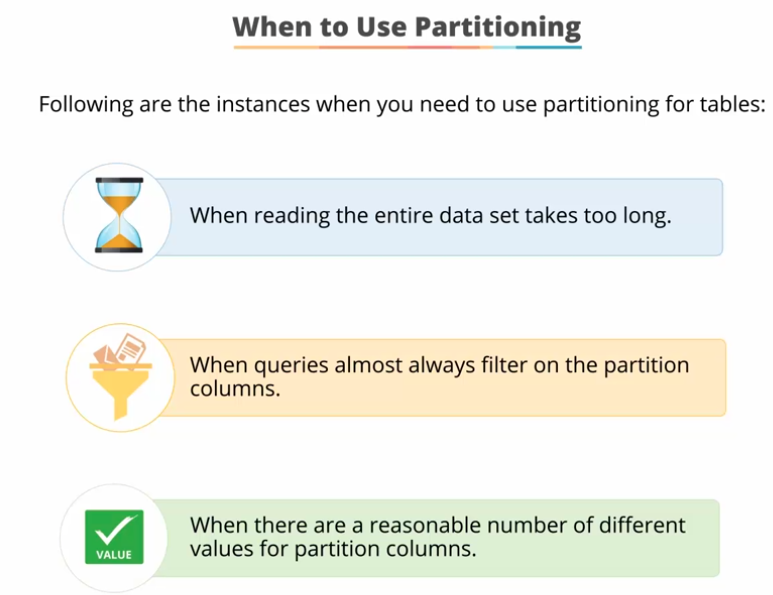 When to Use Partitioning
Following are the instances when you need to use partitioning for tables:
When reading the entire data set takes too long.
When queries almost always filter on the partition
columns.
When there are a reasonable number of different
values for partition columns.
VALUE